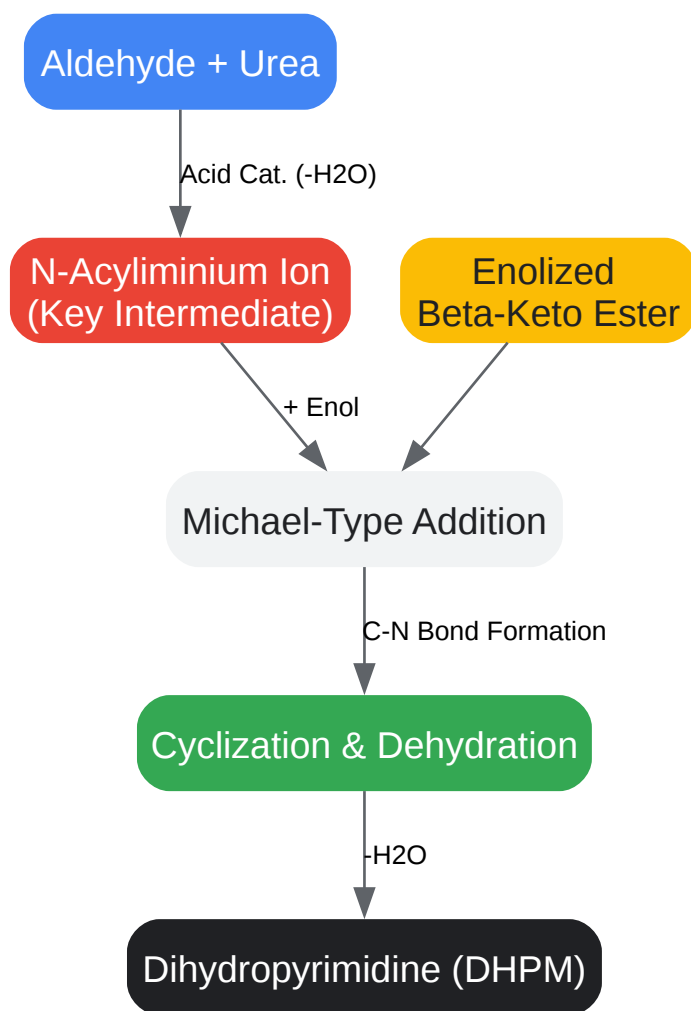 Aldehyde + Urea
Acid Cat. (-H2O)
N-Acyliminium Ion
(Key Intermediate)
Enolized
Beta-Keto Ester
+ Enol
Michael-Type Addition
C-N Bond Formation
Cyclization & Dehydration
-H2O
Dihydropyrimidine (DHPM)